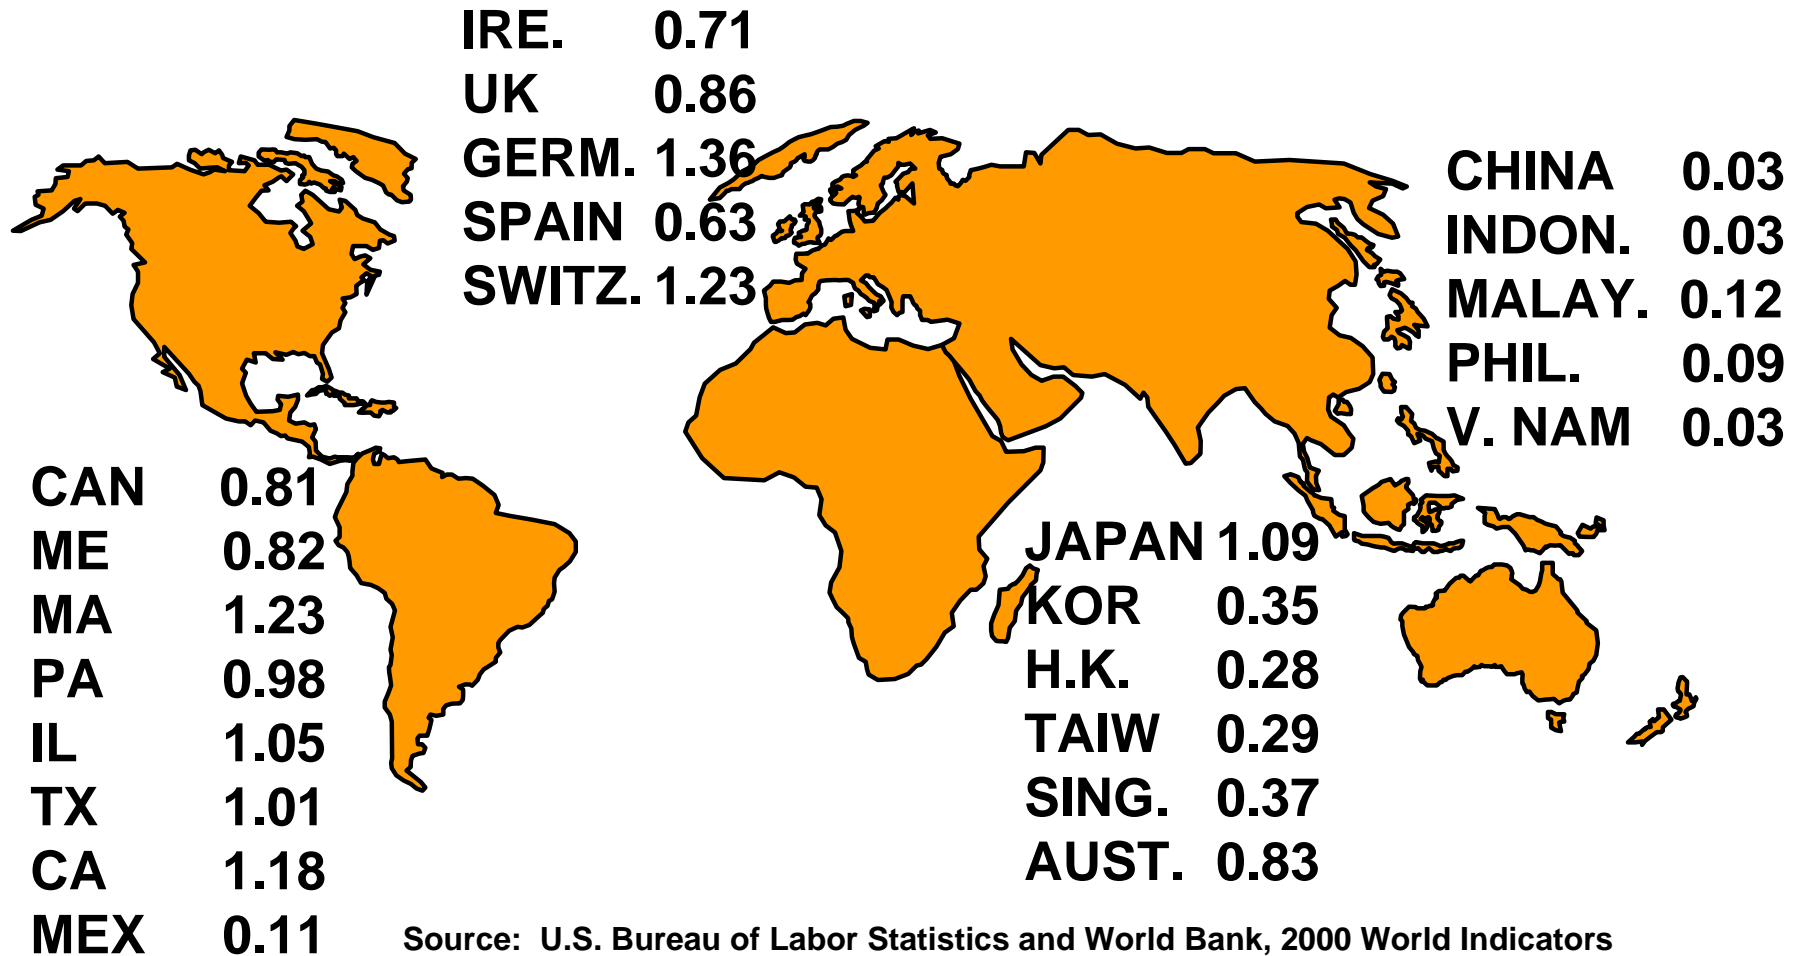 IRE. 0.71
UK 0.86
GERM. 1.36
SPAIN 0.63
SWITZ. 1.23
CHINA 0.03
INDON. 0.03
MALAY. 0.12
PHIL. 0.09
V. NAM 0.03
CAN 0.81
ME 0.82
MA 1.23
PA 0.98
IL 1.05
TX 1.01
CA 1.18
MEX 0.11
JAPAN 1.09
KOR 0.35
H.K. 0.28
TAIW 0.29
SING. 0.37
AUST. 0.83
Source: U.S. Bureau of Labor Statistics and World Bank, 2000 World Indicators